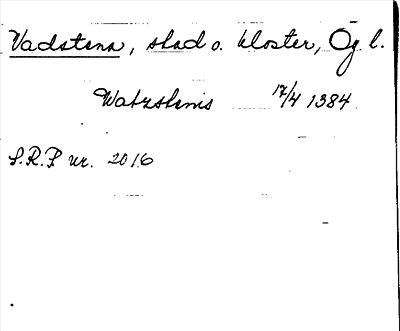 Vadstena, stad o. kloster, Ög l.
Watzstenis 17/4 1384
S.R.P nr. 2016